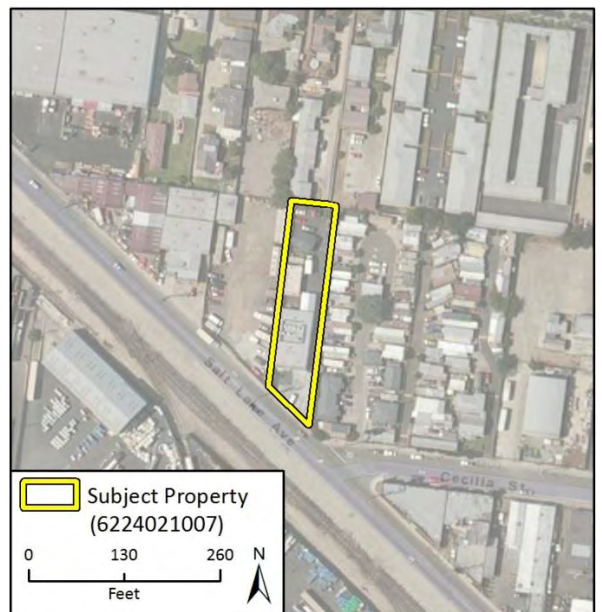 Salt Lake Ave
Cecilia St
Subject Property
(6224021007)
0 130 260 N
Feet